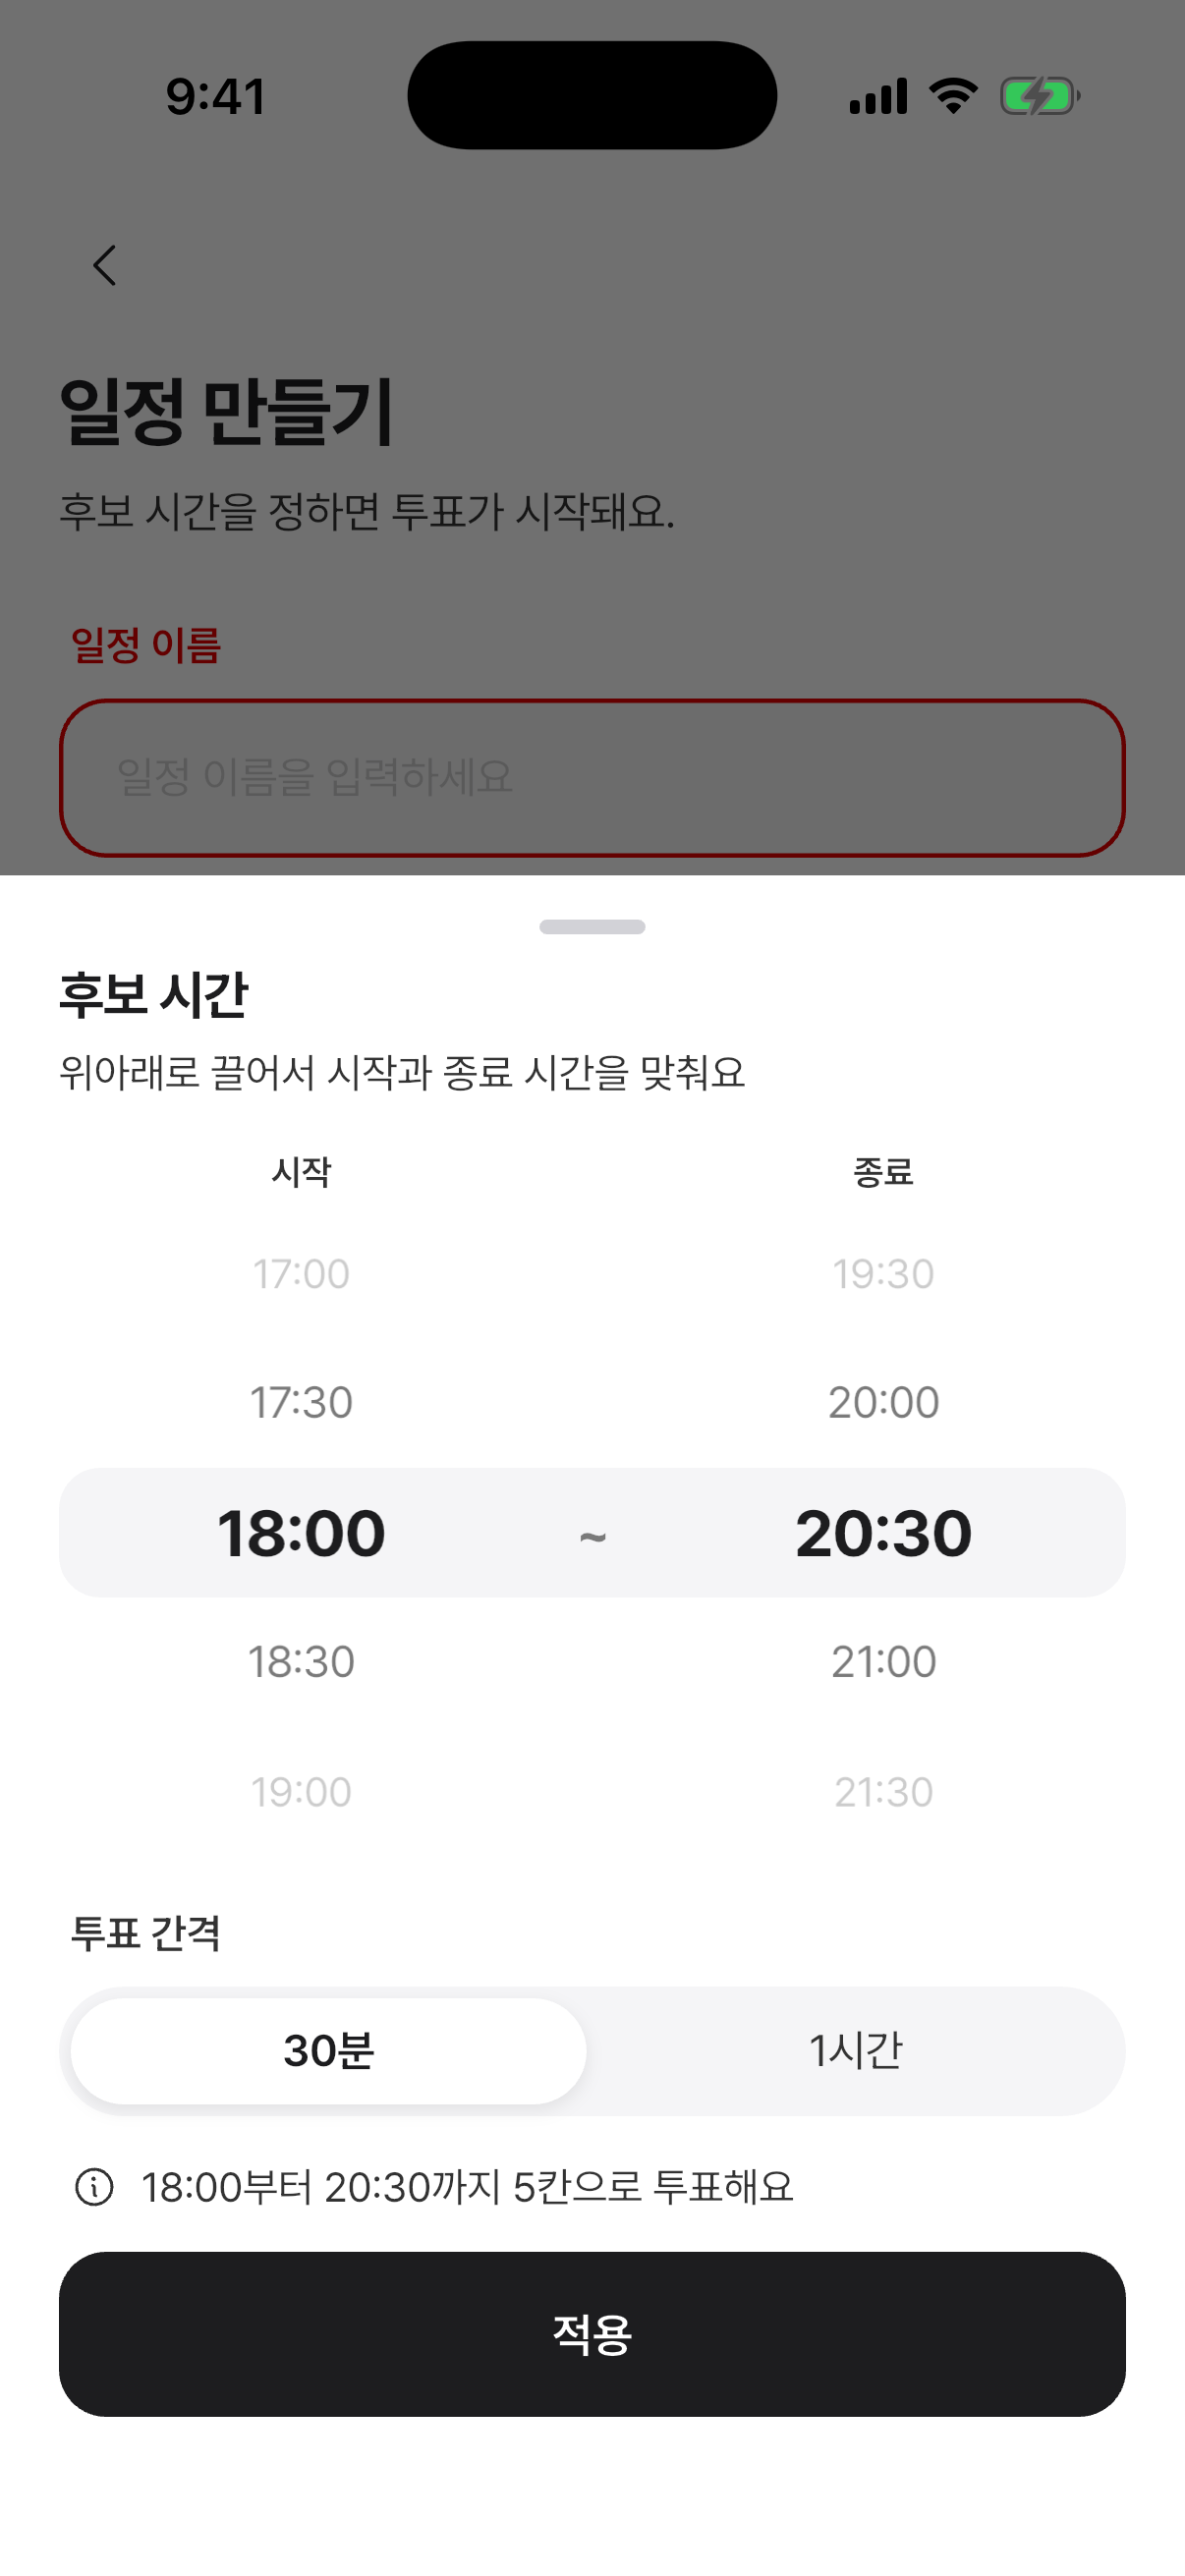 9:41
일정 만들기
후보 시간을 정하면 투표가 시작돼요.
일정 이름
일정 이름을 입력하세요
후보 시간
위아래로 끌어서 시작과 종료 시간을 맞춰요
시작 종료
17:00 19:30
17:30 20:00
18:00 ~ 20:30
18:30 21:00
19:00 21:30
투표 간격
30분 1시간
18:00부터 20:30까지 5칸으로 투표해요
적용